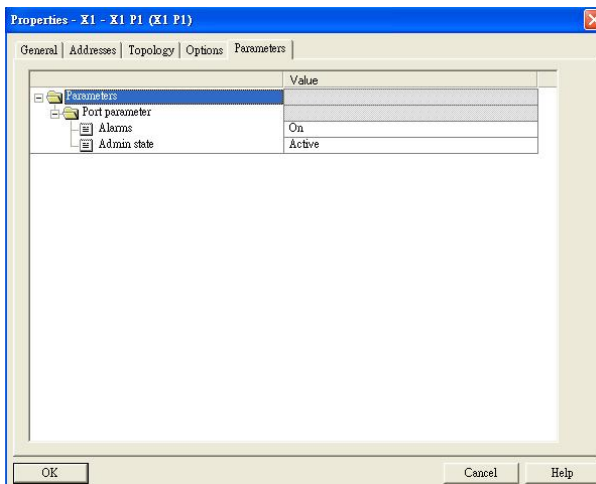 Properties - X1 - X1 P1 (X1 P1)
General | Addresses | Topology | Options | Parameters
Value
Parameters
Port parameter
Alarms On
Admin state Active
OK Cancel Help